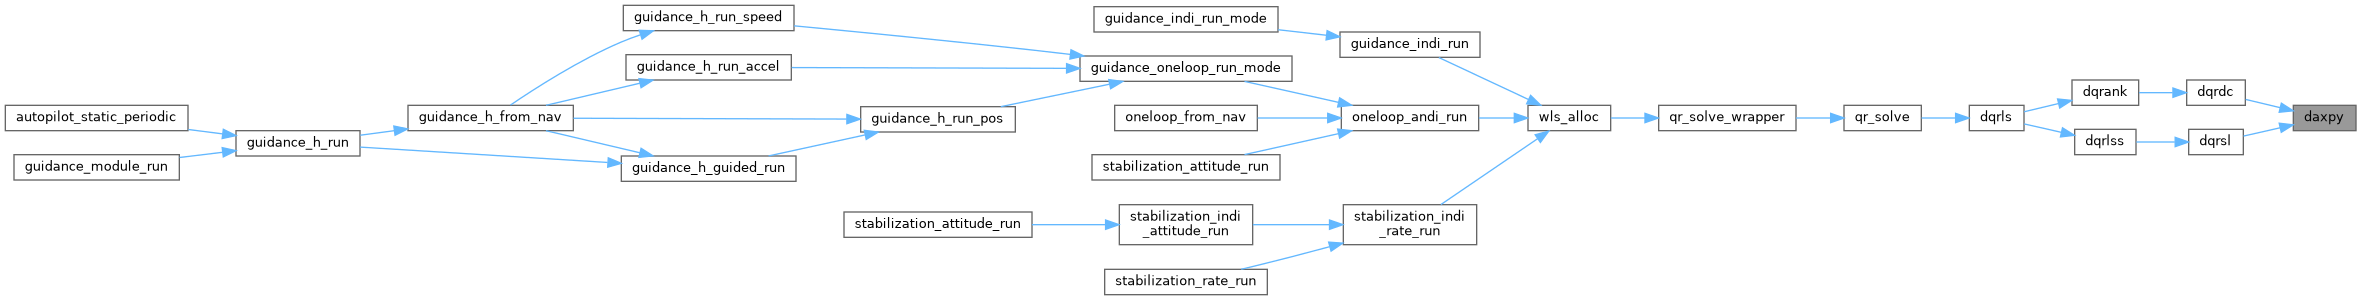 guidance_h_run_speed
guidance_indi_run_mode
guidance_indi_run
guidance_h_run_accel
guidance_oneloop_run_mode
dqrank
dqrdc
autopilot_static_periodic
guidance_h_from_nav
guidance_h_run_pos
oneloop_from_nav
oneloop_andi_run
wls_alloc
qr_solve_wrapper
qr_solve
dqrls
daxpy
guidance_h_run
dqrlss
dqrsl
guidance_module_run
guidance_h_guided_run
stabilization_attitude_run
stabilization_attitude_run
stabilization_indi
_attitude_run
stabilization_indi
_rate_run
stabilization_rate_run